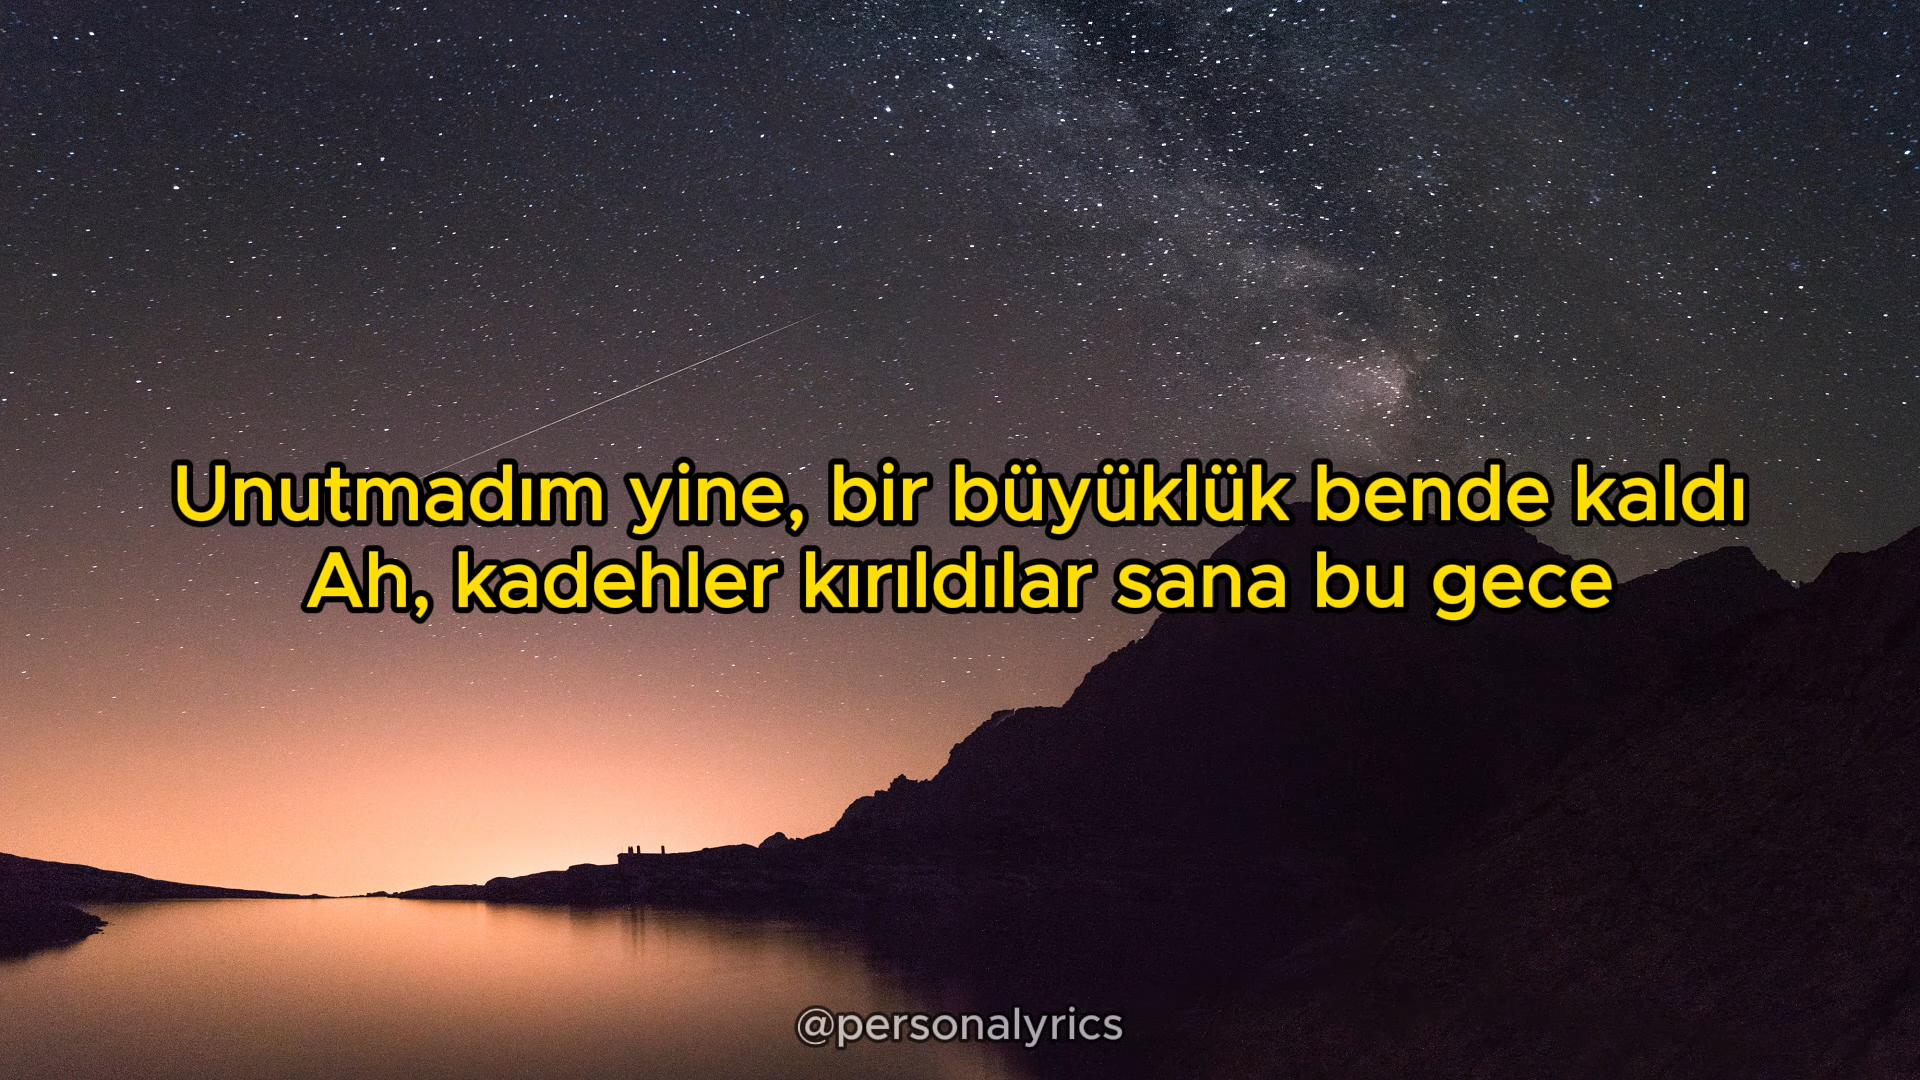 Unutmadım yine, bir büyüklük bende kaldı
Ah, kadehler kırıldılar sana bu gece
@personalyrics